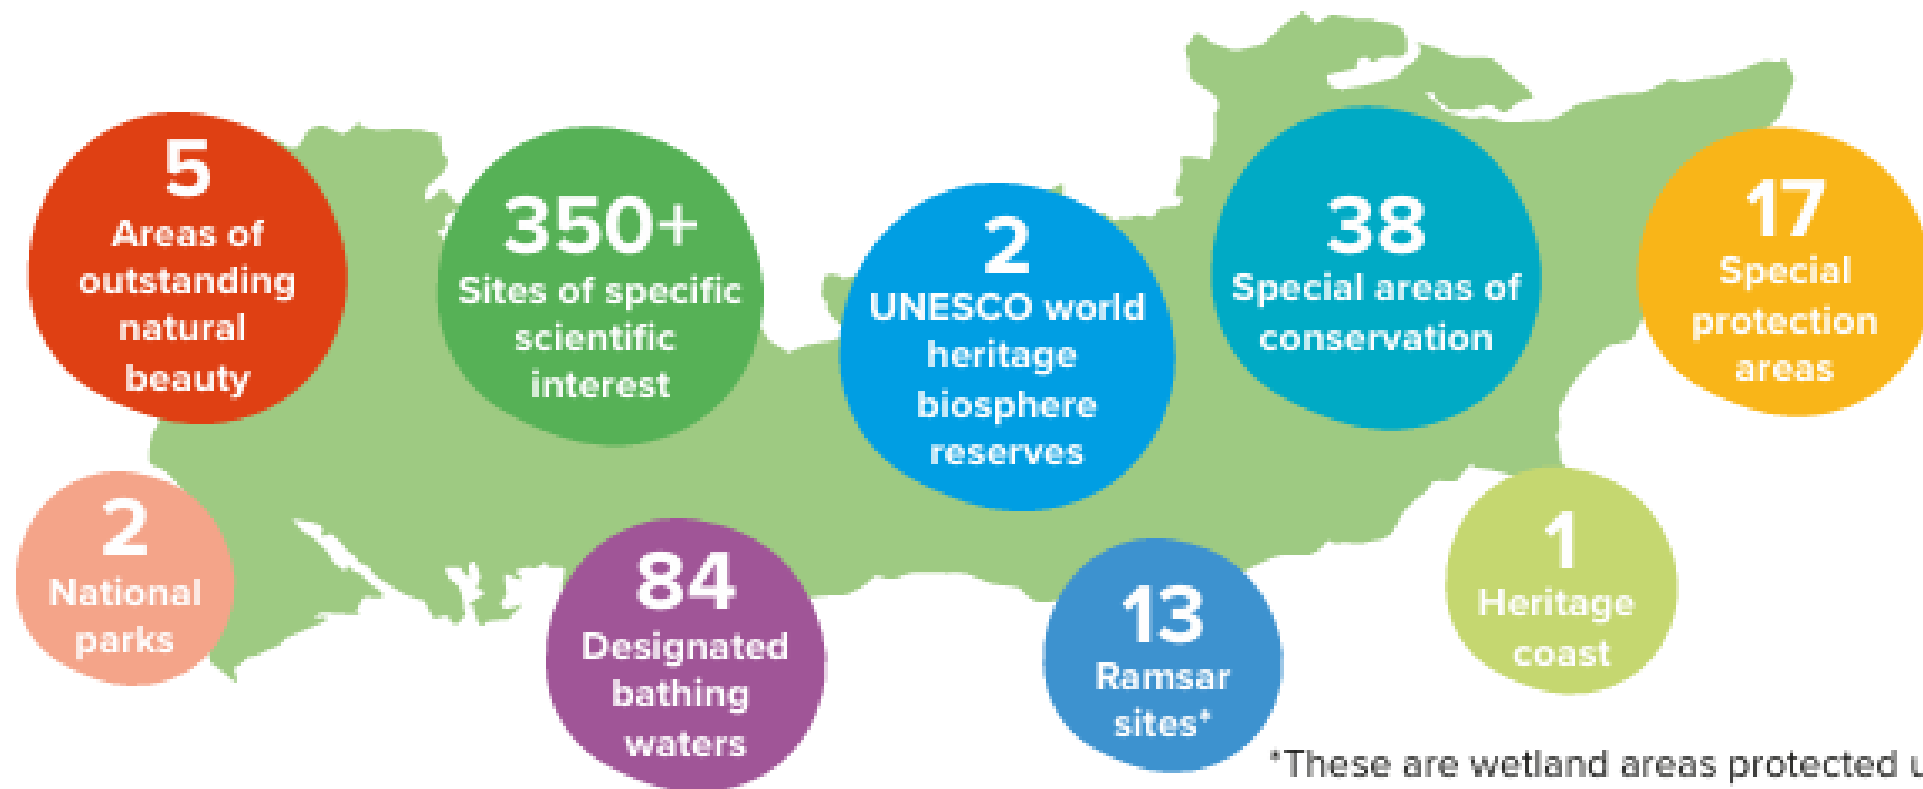 5
Areas of
outstanding
natural
beauty
350+
Sites of specific
scientific
interest
2
UNESCO world
heritage
biosphere
reserves
38
Special areas of
conservation
17
Special
protection
areas
2
National
parks
84
Designated
bathing
waters
13
Ramsar
sites*
1
Heritage
coast
*These are wetland areas protected